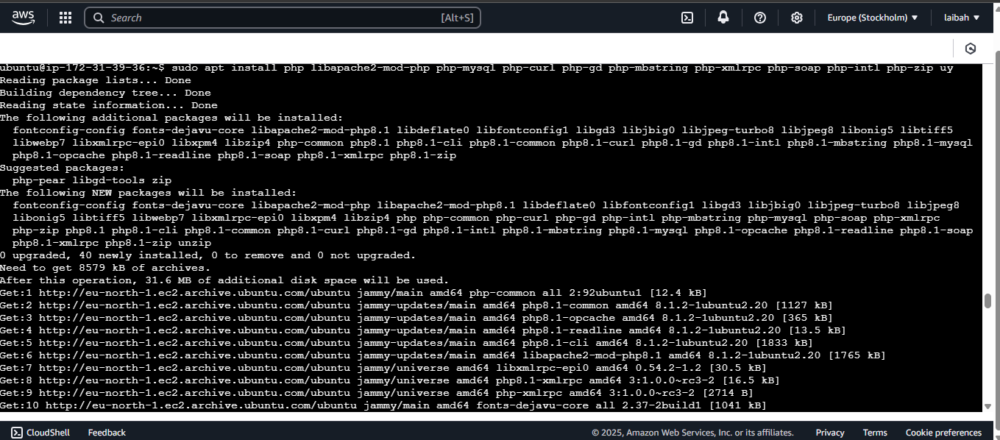 aws
Search
[Alt+S]
Europe (Stockholm)
laibah
ubuntu@ip-172-31-39-36:~$ sudo apt install php libapache2-mod-php php-mysql php-curl php-gd php-mbstring php-xmlrpc php-soap php-intl php-zip uy
Reading package lists... Done
Building dependency tree... Done
Reading state information... Done
The following additional packages will be installed:
fontconfig-config fonts-dejavu-core libapache2-mod-php8.1 libdeflate0 libfontconfig1 libgd3 libjbig0 libjpeg-turbo8 libjpeg8 libonig5 libtiff5
libwebp7 libxmlrpc-epi0 libxpm4 libzip4 php-common php8.1 php8.1-cli php8.1-common php8.1-curl php8.1-gd php8.1-intl php8.1-mbstring php8.1-mysql
php8.1-opcache php8.1-readline php8.1-soap php8.1-xmlrpc php8.1-zip
Suggested packages:
php-pear libgd-tools zip
The following NEW packages will be installed:
fontconfig-config fonts-dejavu-core libapache2-mod-php libapache2-mod-php8.1 libdeflate0 libfontconfig1 libgd3 libjbig0 libjpeg-turbo8 libjpeg8
libonig5 libtiff5 libwebp7 libxmlrpc-epi0 libxpm4 libzip4 php php-common php-curl php-gd php-intl php-mbstring php-mysql php-soap php-xmlrpc
php-zip php8.1 php8.1-cli php8.1-common php8.1-curl php8.1-gd php8.1-intl php8.1-mbstring php8.1-mysql php8.1-opcache php8.1-readline php8.1-soap
php8.1-xmlrpc php8.1-zip unzip
0 upgraded, 40 newly installed, 0 to remove and 0 not upgraded.
Need to get 8579 kB of archives.
After this operation, 31.6 MB of additional disk space will be used.
Get:1 http://eu-north-1.ec2.archive.ubuntu.com/ubuntu jammy/main amd64 php-common all 2:92ubuntu1 [12.4 kB]
Get:2 http://eu-north-1.ec2.archive.ubuntu.com/ubuntu jammy-updates/main amd64 php8.1-common amd64 8.1.2-1ubuntu2.20 [1127 kB]
Get:3 http://eu-north-1.ec2.archive.ubuntu.com/ubuntu jammy-updates/main amd64 php8.1-opcache amd64 8.1.2-1ubuntu2.20 [365 kB]
Get:4 http://eu-north-1.ec2.archive.ubuntu.com/ubuntu jammy-updates/main amd64 php8.1-readline amd64 8.1.2-1ubuntu2.20 [13.5 kB]
Get:5 http://eu-north-1.ec2.archive.ubuntu.com/ubuntu jammy-updates/main amd64 php8.1-cli amd64 8.1.2-1ubuntu2.20 [1833 kB]
Get:6 http://eu-north-1.ec2.archive.ubuntu.com/ubuntu jammy-updates/main amd64 libapache2-mod-php8.1 amd64 8.1.2-1ubuntu2.20 [1765 kB]
Get:7 http://eu-north-1.ec2.archive.ubuntu.com/ubuntu jammy/universe amd64 libxmlrpc-epi0 amd64 0.54.2-1.2 [30.5 kB]
Get:8 http://eu-north-1.ec2.archive.ubuntu.com/ubuntu jammy/universe amd64 php8.1-xmlrpc amd64 3:1.0.0~rc3-2 [16.5 kB]
Get:9 http://eu-north-1.ec2.archive.ubuntu.com/ubuntu jammy/universe amd64 php-xmlrpc amd64 3:1.0.0~rc3-2 [2714 B]
Get:10 http://eu-north-1.ec2.archive.ubuntu.com/ubuntu jammy/main amd64 fonts-dejavu-core all 2.37-2build1 [1041 kB]
CloudShell
Feedback
© 2025, Amazon Web Services, Inc. or its affiliates.
Privacy
Terms
Cookie preferences